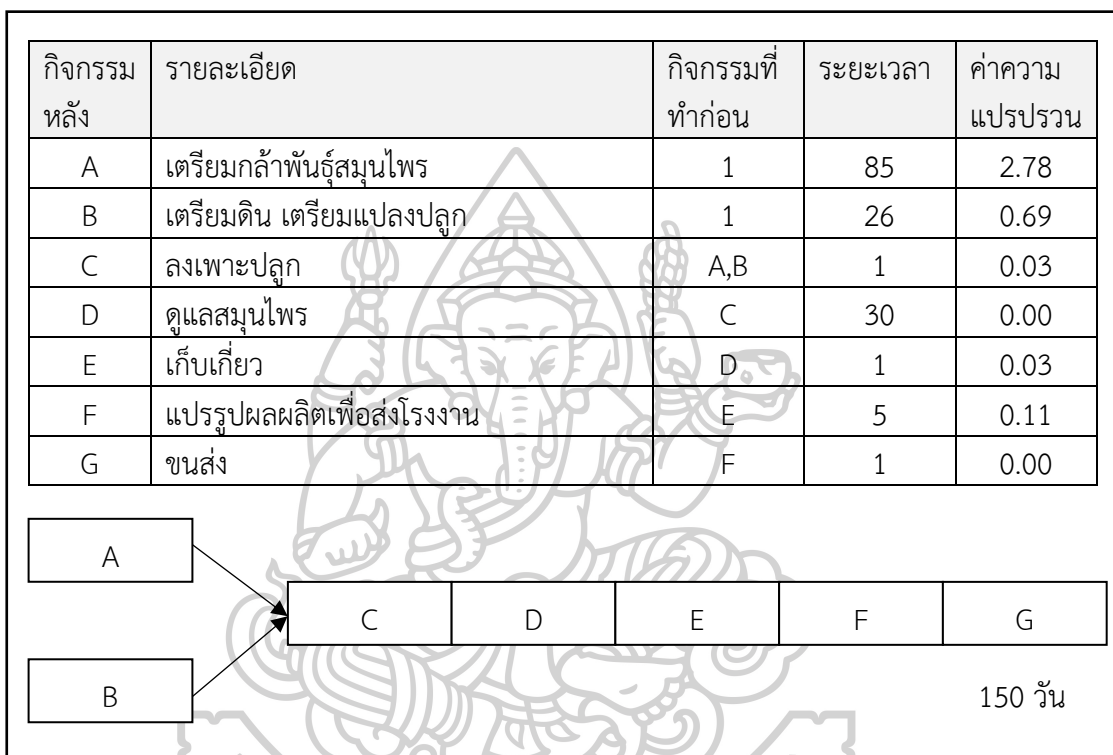 กิจกรรม รายละเอียด กิจกรรมที่ ระยะเวลา ค่าความ
หลัง ทำก่อน แปรปรวน
A เตรียมกล้าพันธุ์สมุนไพร 1 85 2.78
B เตรียมดิน เตรียมแปลงปลูก 1 26 0.69
C ลงเพาะปลูก A,B 1 0.03
D ดูแลสมุนไพร C 30 0.00
E เก็บเกี่ยว D 1 0.03
F แปรรูปผลผลิตเพื่อส่งโรงงาน E 5 0.11
G ขนส่ง F 1 0.00
A
C D E F G
B
150 วัน